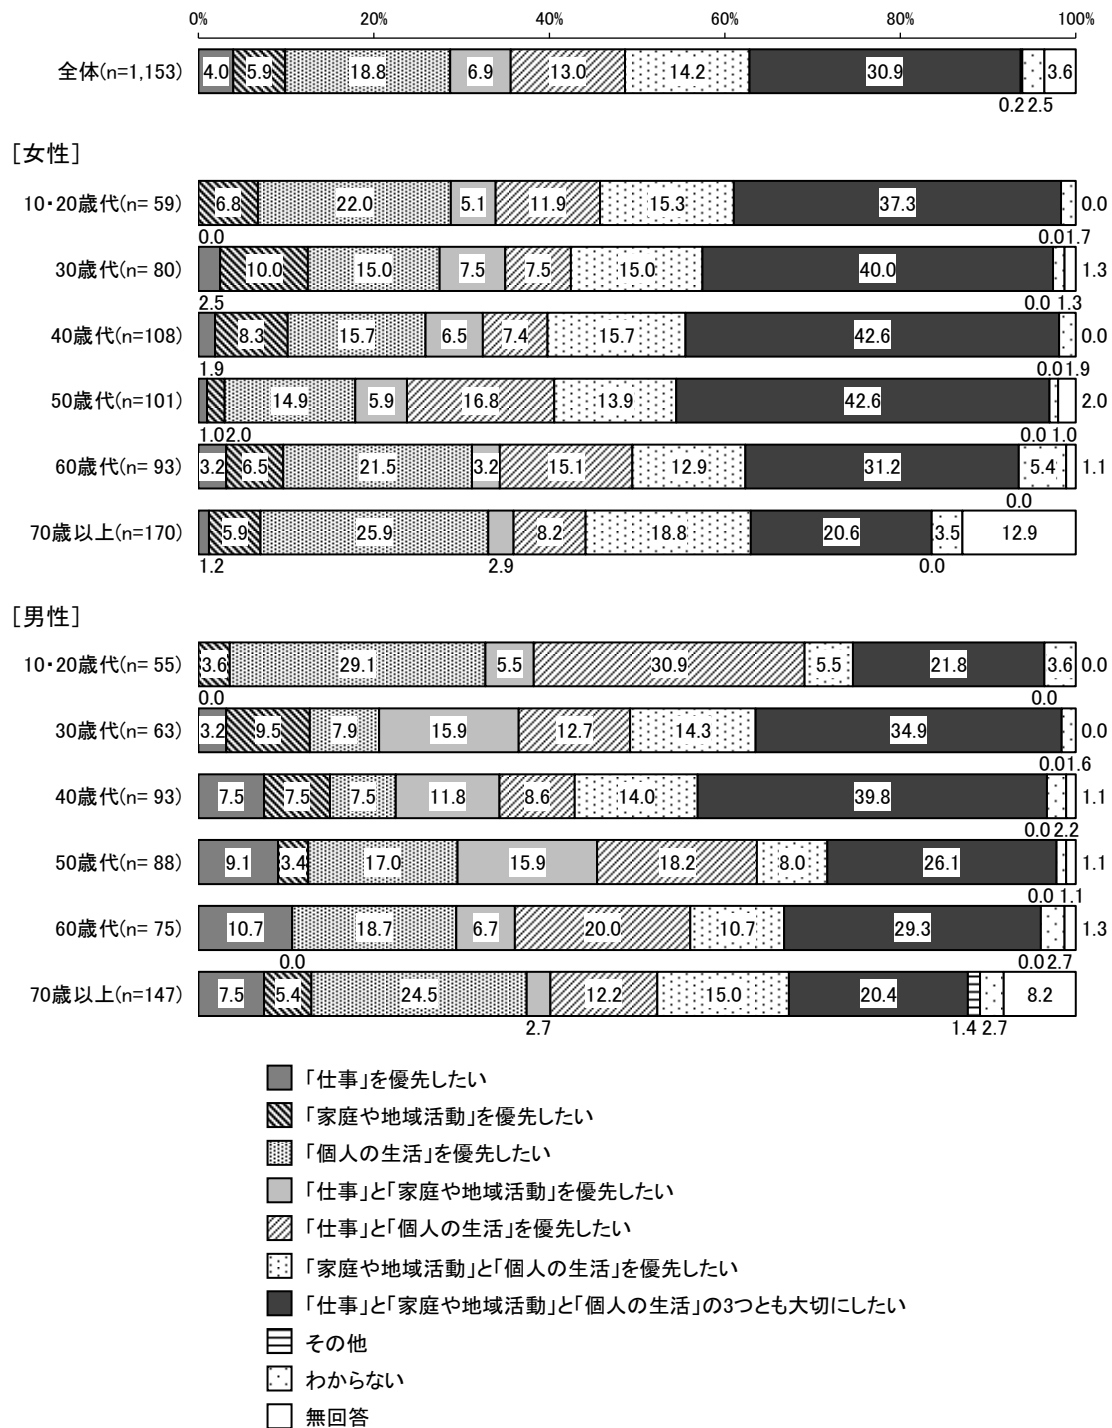 0% 20% 40% 60% 80% 100%
全体(n=1,153) 4.0 5.9 18.8 6.9 13.0 14.2 30.9 3.6
0.2 2.5
［女性］
10・20歳代(n= 59) 6.8 22.0 5.1 11.9 15.3 37.3 0.0
0.0 0.0 1.7
30歳代(n= 80) 10.0 15.0 7.5 7.5 15.0 40.0 1.3
2.5 0.0 1.3
40歳代(n=108) 8.3 15.7 6.5 7.4 15.7 42.6 0.0
1.9 0.0 1.9
50歳代(n=101) 14.9 5.9 16.8 13.9 42.6 2.0
1.0 2.0 0.0 1.0
60歳代(n= 93) 3.2 6.5 21.5 3.2 15.1 12.9 31.2 5.4 1.1
0.0
70歳以上(n=170) 5.9 25.9 8.2 18.8 20.6 3.5 12.9
1.2 2.9 0.0
［男性］
10・20歳代(n= 55) 3.6 29.1 5.5 30.9 5.5 21.8 3.6 0.0
0.0 0.0
30歳代(n= 63) 3.2 9.5 7.9 15.9 12.7 14.3 34.9 0.0
0.0 1.6
40歳代(n= 93) 7.5 7.5 7.5 11.8 8.6 14.0 39.8 1.1
0.0 2.2
50歳代(n= 88) 9.1 3.4 17.0 15.9 18.2 8.0 26.1 1.1
0.0 1.1
60歳代(n= 75) 10.7 18.7 6.7 20.0 10.7 29.3 1.3
0.0 0.0 2.7
70歳以上(n=147) 7.5 5.4 24.5 12.2 15.0 20.4 8.2
2.7 1.4 2.7
「仕事」を優先したい
「家庭や地域活動」を優先したい
「個人の生活」を優先したい
「仕事」と「家庭や地域活動」を優先したい
「仕事」と「個人の生活」を優先したい
「家庭や地域活動」と「個人の生活」を優先したい
「仕事」と「家庭や地域活動」と「個人の生活」の3つとも大切にしたい
その他
わからない
無回答